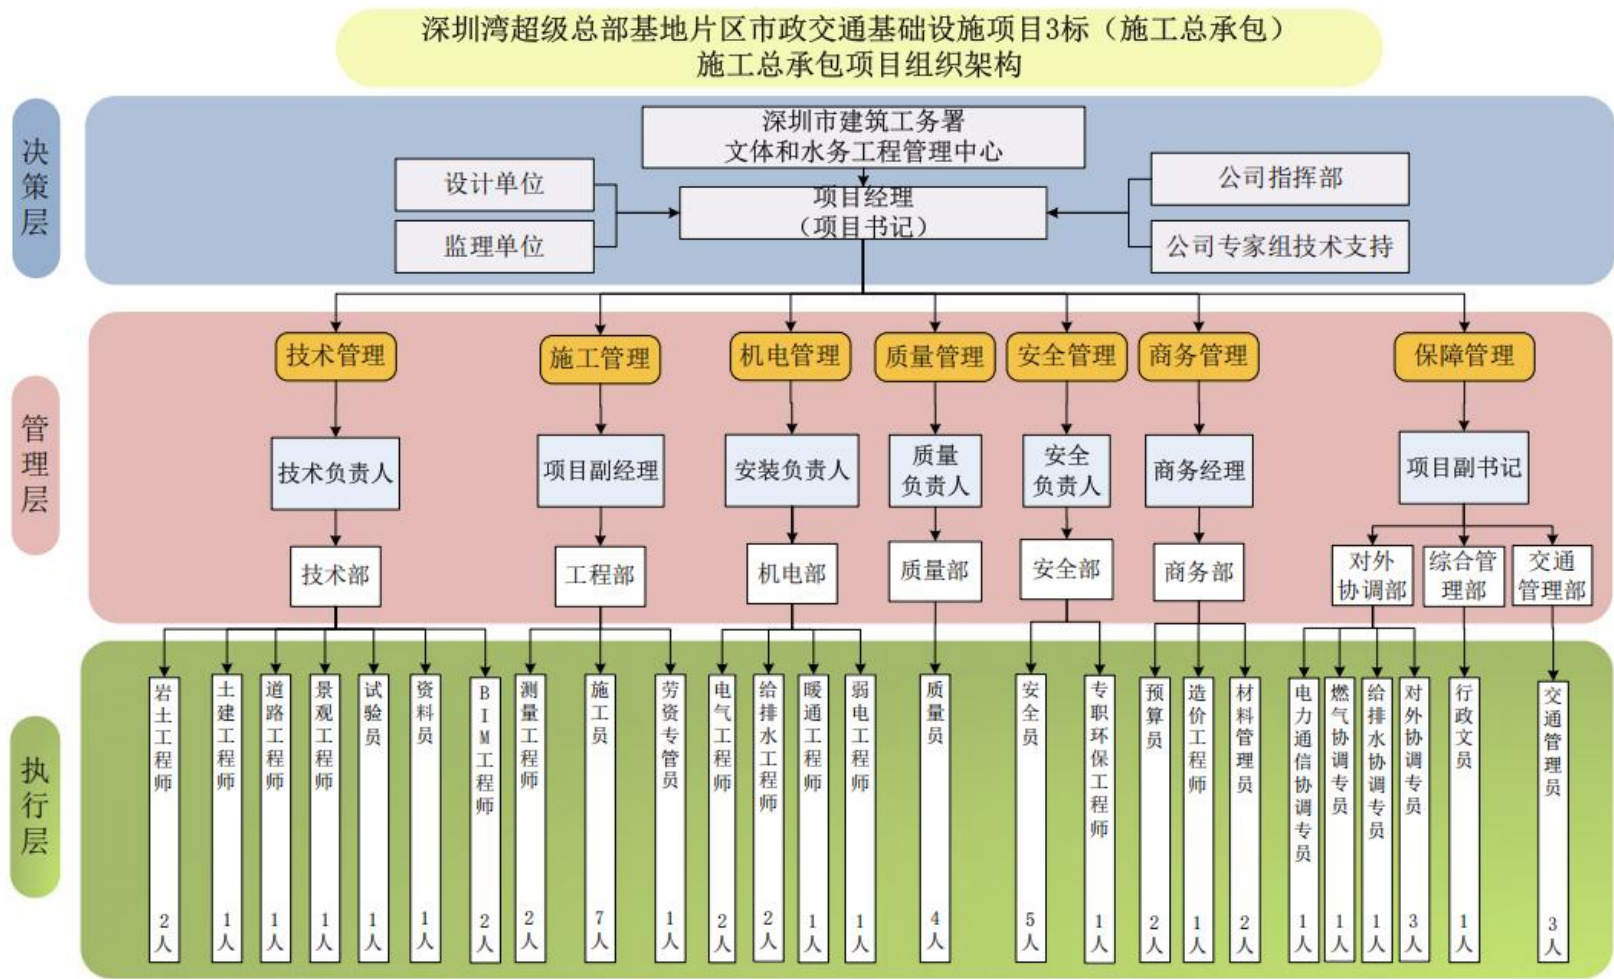 深圳湾超级总部基地片区市政交通基础设施项目3标（施工总承包）
施工总承包项目组织架构
决策层
深圳市建筑工务署
文体和水务工程管理中心
设计单位
监理单位
项目经理
（项目书记）
公司指挥部
公司专家组技术支持
管理层
技术管理
施工管理
机电管理
质量管理
安全管理
商务管理
保障管理
技术负责人
项目副经理
安装负责人
质量
负责人
安全
负责人
商务经理
项目副书记
技术部
工程部
机电部
质量部
安全部
商务部
对外
协调部
综合管
理部
交通
管理部
执行层
岩土工程师 2人
土建工程师 1人
道路工程师 1人
景观工程师 1人
试验员 1人
资料员 1人
BIM工程师 2人
测量工程师 2人
施工员 7人
劳资专管员 1人
电气工程师 2人
给排水工程师 2人
暖通工程师 1人
弱电工程师 1人
质量员 4人
安全员 5人
专职环保工程师 1人
预算员 2人
造价工程师 1人
材料管理员 2人
电力通信协调专员 1人
燃气协调专员 1人
给排水协调专员 1人
对外协调专员 3人
行政文员 1人
交通管理员 3人